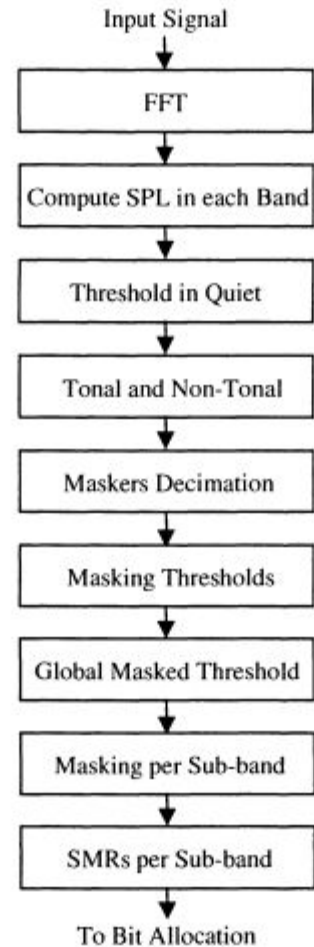 Input Signal
FFT
Compute SPL in each Band
Threshold in Quiet
Tonal and Non-Tonal
Maskers Decimation
Masking Thresholds
Global Masked Threshold
Masking per Sub-band
SMRs per Sub-band
To Bit Allocation